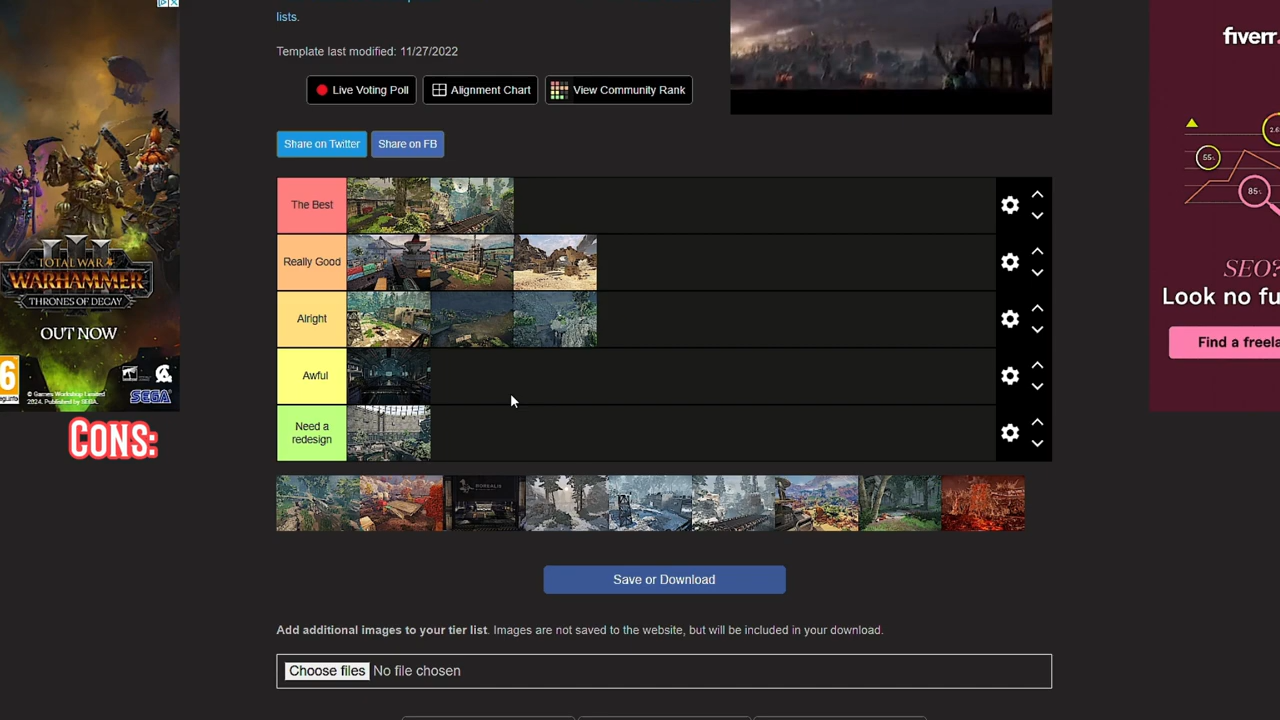 lists.
Template last modified: 11/27/2022
Live Voting Poll
Alignment Chart
View Community Rank
Share on Twitter
Share on FB
The Best
Really Good
Alright
Awful
Need a
redesign
TOTAL WAR
WARHAMMER
III
THRONES OF DECAY
OUT NOW
SEGA
CONS:
BOREALIS
Save or Download
Add additional images to your tier list. Images are not saved to the website, but will be included in your download.
Choose files No file chosen
fiverr.
55
85
SEO?
Look no fu
Find a freela